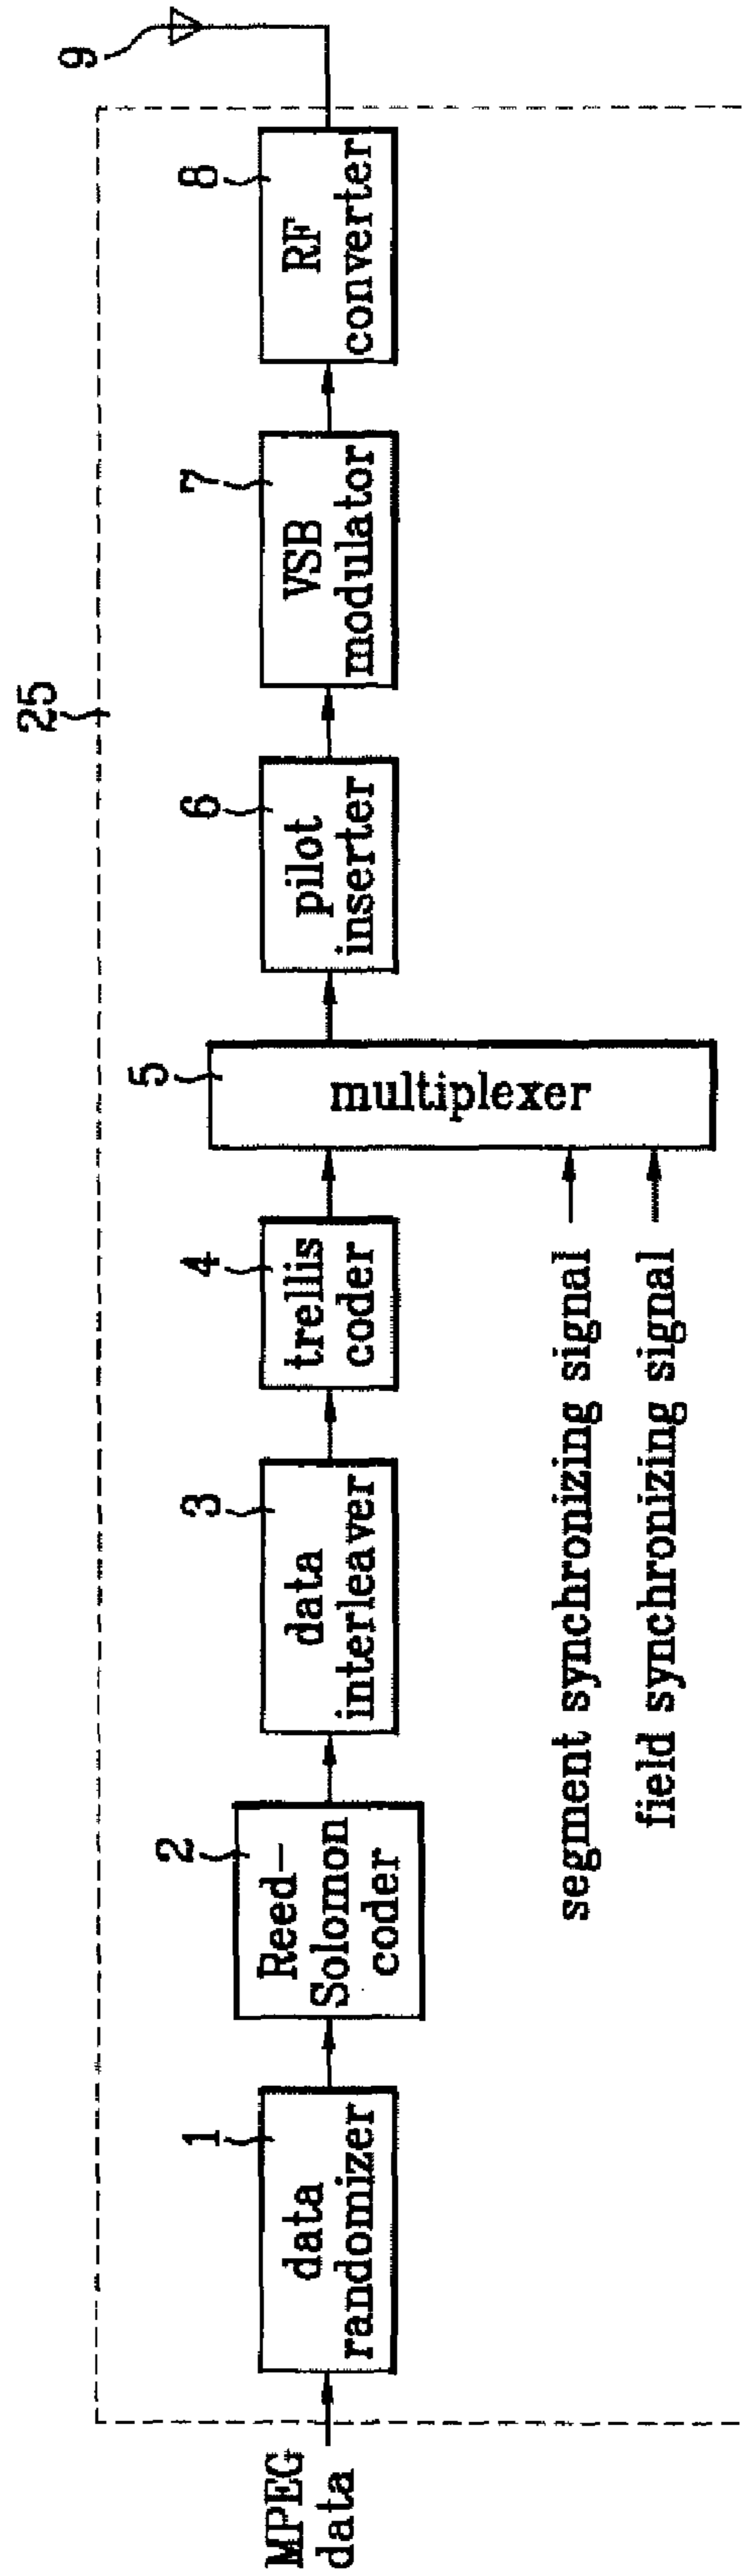 25
9
1
2
3
4
5
6
7
8
MPEG
data
data
randomizer
Reed-
Solomon
coder
data
interleaver
trellis
coder
multiplexer
pilot
inserter
VSB
modulator
RF
converter
segment synchronizing signal
field synchronizing signal